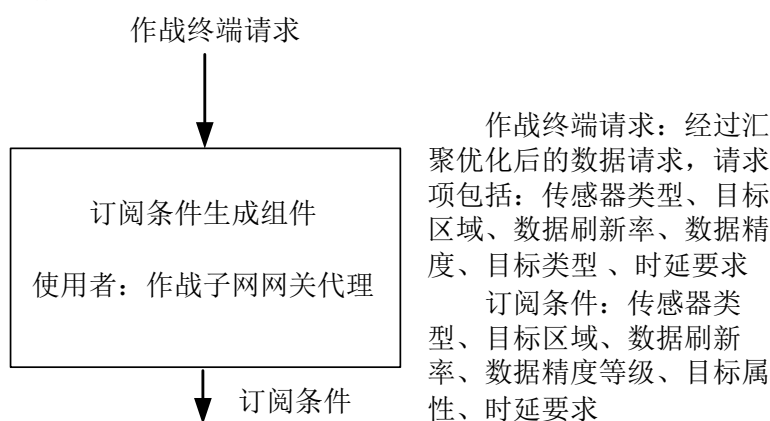 作战终端请求
订阅条件生成组件
使用者：作战子网网关代理
订阅条件
作战终端请求：经过汇
聚优化后的数据请求，请求
项包括：传感器类型、目标
区域、数据刷新率、数据精
度、目标类型 、时延要求
订阅条件：传感器类
型、目标区域、数据刷新
率、数据精度等级、目标属
性、时延要求